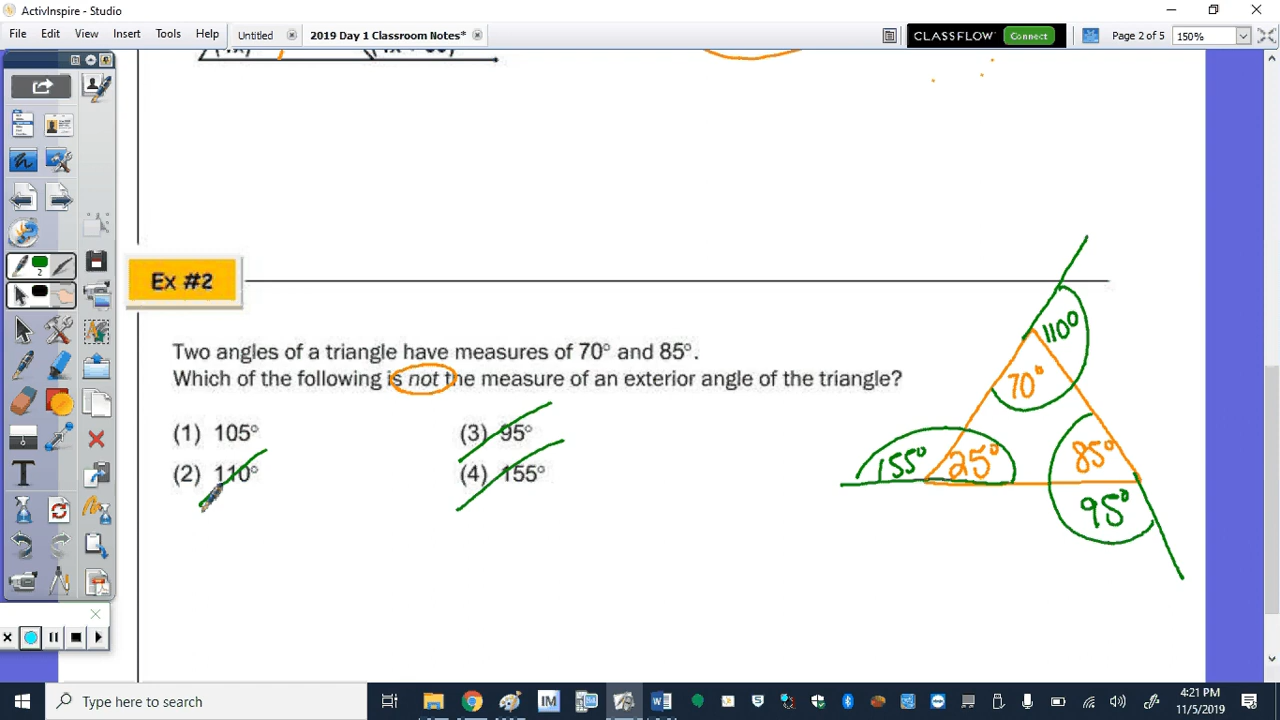 ActivInspire - Studio
File Edit View Insert Tools Help Untitled 2019 Day 1 Classroom Notes* CLASSFLOW Connect Page 2 of 5 150%
Ex #2
Two angles of a triangle have measures of 70° and 85°.
Which of the following is not the measure of an exterior angle of the triangle?
(1) 105° (3) 95°
(2) 110° (4) 155°
110°
70°
155° 25° 85°
95°
2
T
Type here to search
IM
4:21 PM
11/5/2019